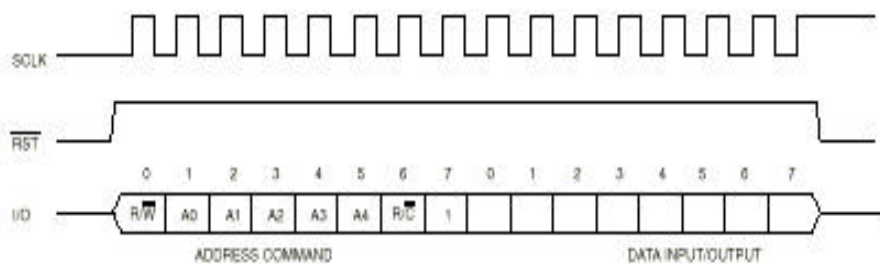 SCLK
RST
0 1 2 3 4 5 6 7 0 1 2 3 4 5 6 7
I/O R/W A0 A1 A2 A3 A4 R/C 1
ADDRESS COMMAND DATA INPUT/OUTPUT